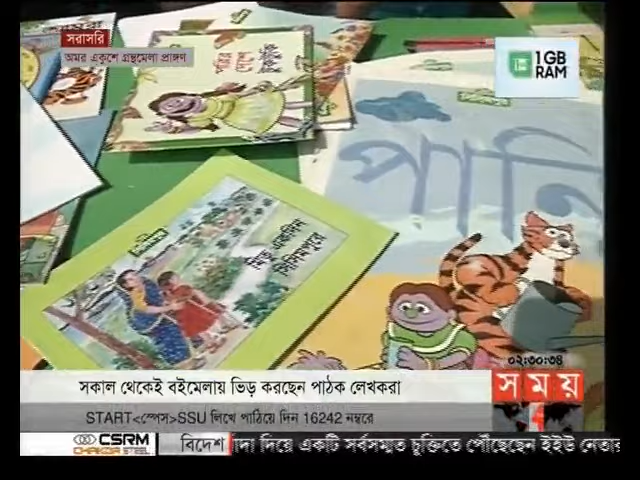 সরাসরি
অমর একুশে গ্রন্থমেলা প্রাঙ্গণ
1GB
RAM
পানি
০২:৩০:৩৪
সকাল থেকেই বইমেলায় ভিড় করছেন পাঠক লেখকরা
সময়
START<স্পেস>SSU লিখে পাঠিয়ে দিন 16242 নম্বরে
CSRM
বিদেশ
দা দিয়ে একটি সর্বসম্মত চুক্তিতে পৌঁছেছেন ইইউ নেতার